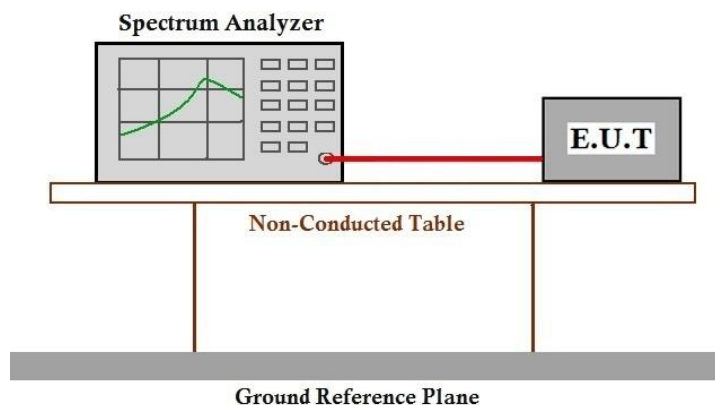 Spectrum Analyzer
E.U.T
Non-Conducted Table
Ground Reference Plane